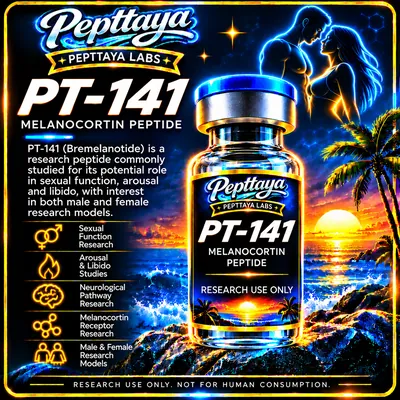 Pepttaya
PEPTTAYA LABS
PT-141
MELANOCORTIN PEPTIDE
PT-141 (Bremelanotide) is a
research peptide commonly
studied for its potential role
in sexual function, arousal
and libido, with interest
in both male and female
research models.
Sexual
Function
Research
Arousal
& Libido
Studies
Neurological
Pathway
Research
Melanocortin
Receptor
Research
Male & Female
Research
Models
Pepttaya
PEPTTAYA LABS
PT-141
MELANOCORTIN
PEPTIDE
RESEARCH USE ONLY
RESEARCH USE ONLY. NOT FOR HUMAN CONSUMPTION.